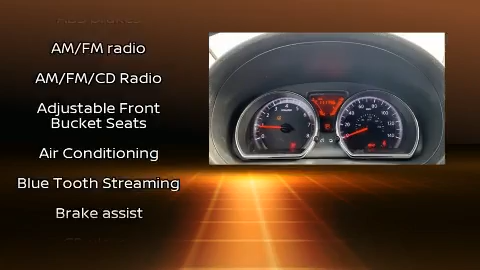 AM/FM radio
AM/FM/CD Radio
Adjustable Front
Bucket Seats
Air Conditioning
Blue Tooth Streaming
Brake assist